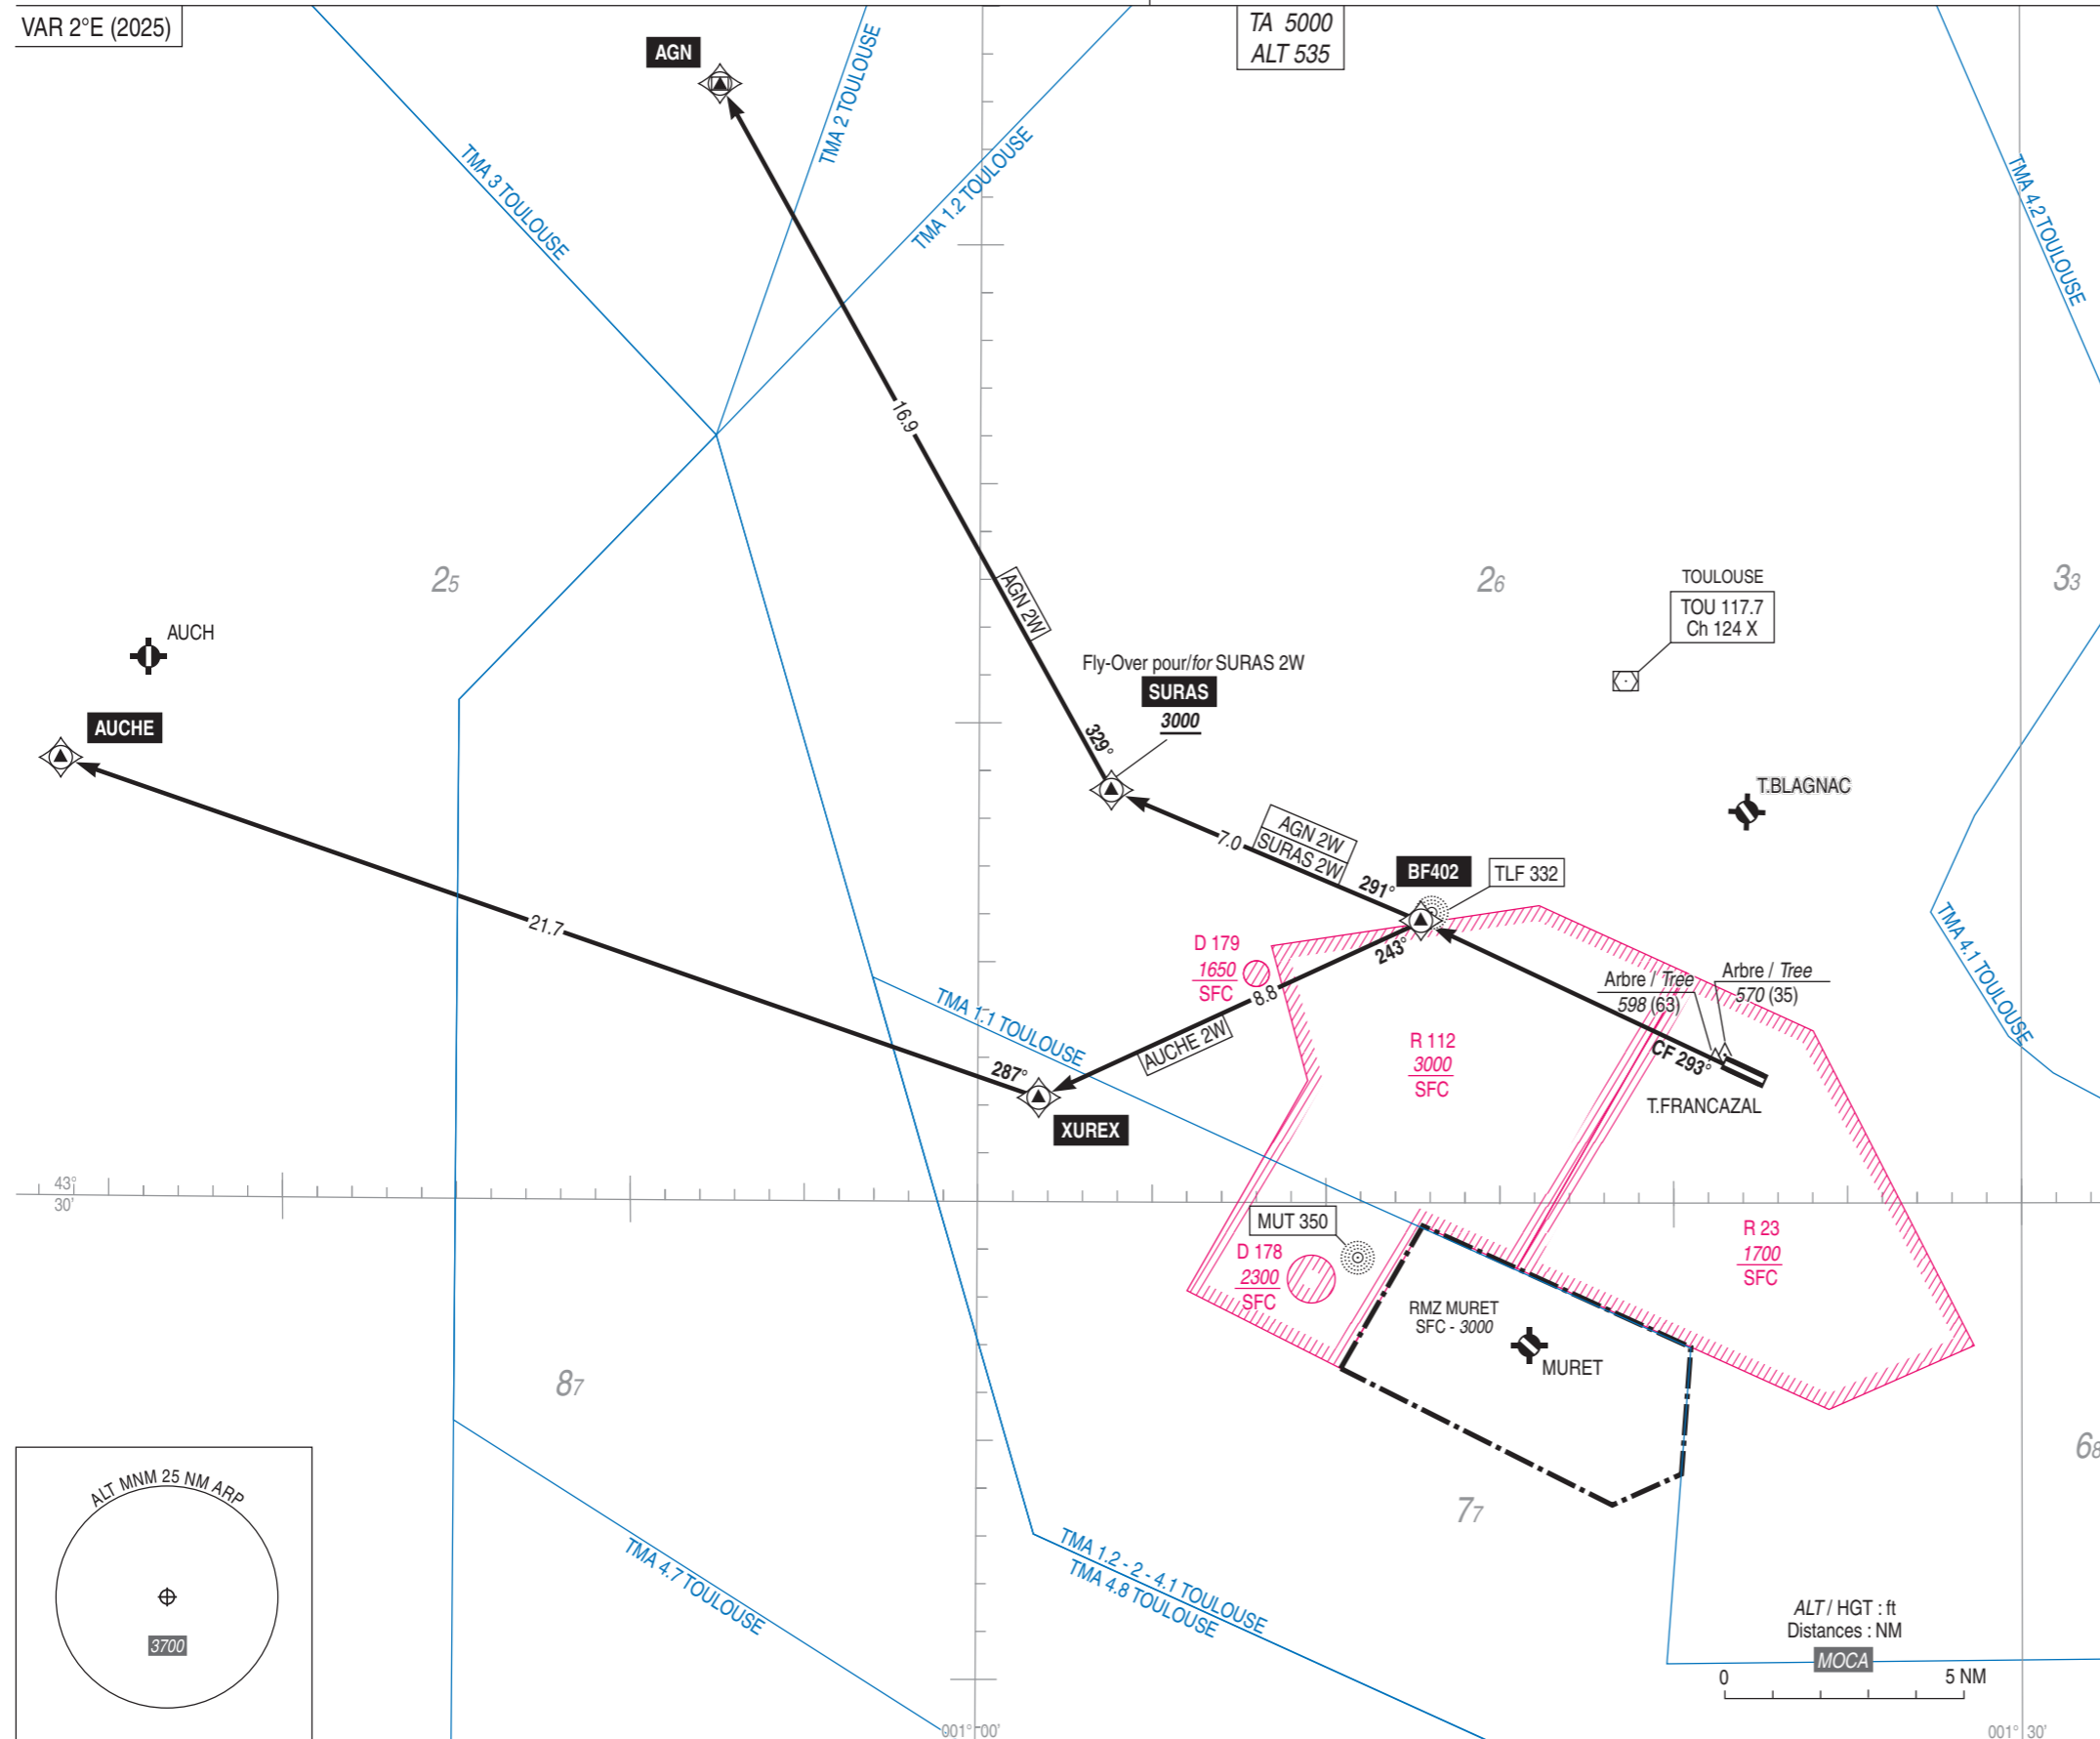 VAR 2°E (2025)
TA 5000
ALT 535
AGN
TMA 3 TOULOUSE
TMA 2 TOULOUSE
TMA 1.2 TOULOUSE
TMA 4.2 TOULOUSE
16.9
25
26
33
AGN 2W
TOULOUSE
TOU 117.7
Ch 124 X
AUCH
AUCHE
Fly-Over pour/for SURAS 2W
SURAS
3000
329°
T.BLAGNAC
7.0
AGN 2W
SURAS 2W
291°
BF402
TLF 332
21.7
243°
D 179
1650
SFC
8.8
AUCHE 2W
TMA 1.1 TOULOUSE
TMA 4.1 TOULOUSE
Arbre / Tree
598 (63)
Arbre / Tree
570 (35)
CF 293°
T.FRANCAZAL
R 112
3000
SFC
287°
XUREX
43°
30'
MUT 350
D 178
2300
SFC
R 23
1700
SFC
RMZ MURET
SFC - 3000
MURET
87
77
68
ALT MNM 25 NM ARP
3700
TMA 4.7 TOULOUSE
TMA 1.2 - 2 - 4.1 TOULOUSE
TMA 4.8 TOULOUSE
ALT / HGT : ft
Distances : NM
MOCA
0 5 NM
001° 00'
001° 30'